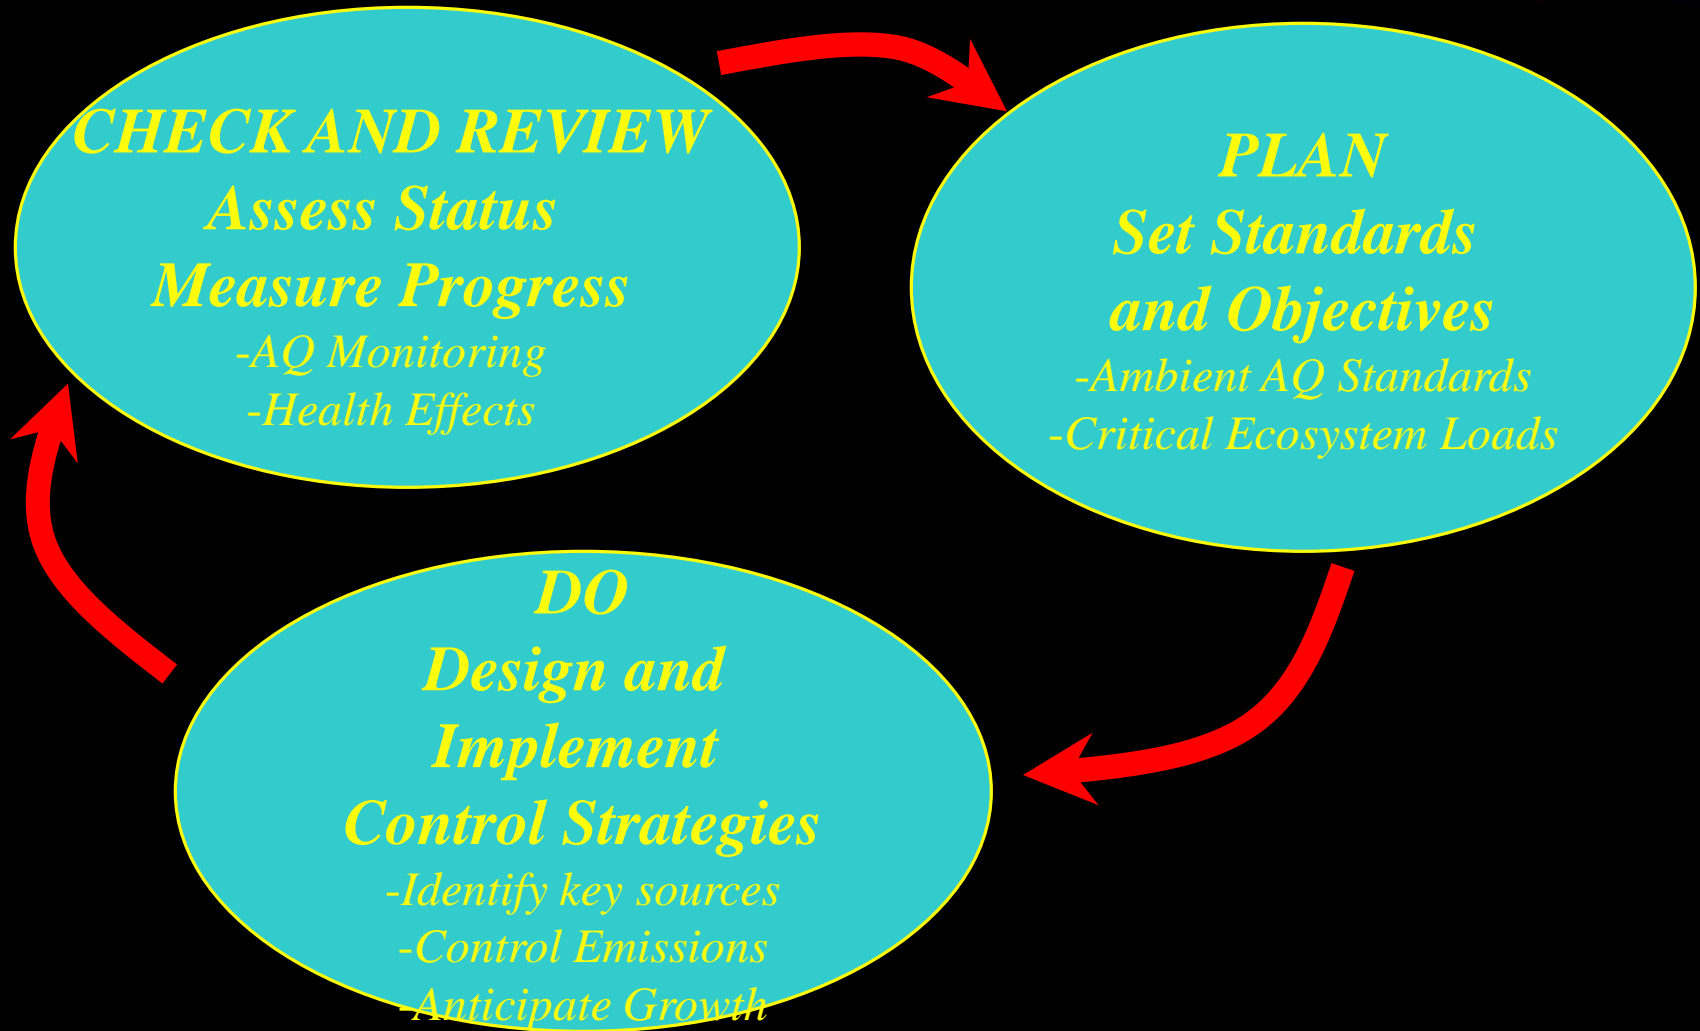 CHECK AND REVIEW
Assess Status
Measure Progress
-AQ Monitoring
-Health Effects
PLAN
Set Standards
and Objectives
-Ambient AQ Standards
-Critical Ecosystem Loads
DO
Design and
Implement
Control Strategies
-Identify key sources
-Control Emissions
-Anticipate Growth